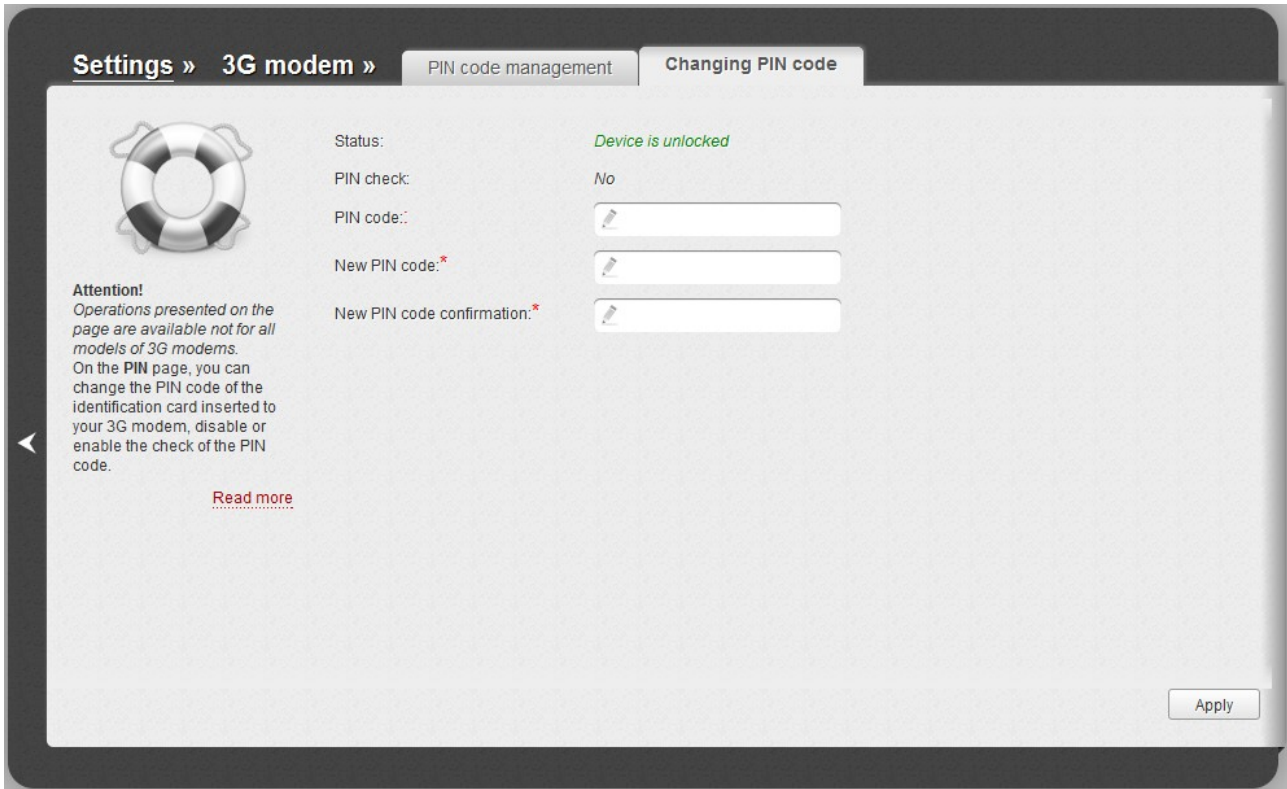 Settings » 3G modem » PIN code management Changing PIN code
Status: Device is unlocked
PIN check: No
PIN code::
New PIN code:*
New PIN code confirmation:*
Attention!
Operations presented on the
page are available not for all
models of 3G modems.
On the PIN page, you can
change the PIN code of the
identification card inserted to
your 3G modem, disable or
enable the check of the PIN
code.
Read more
Apply